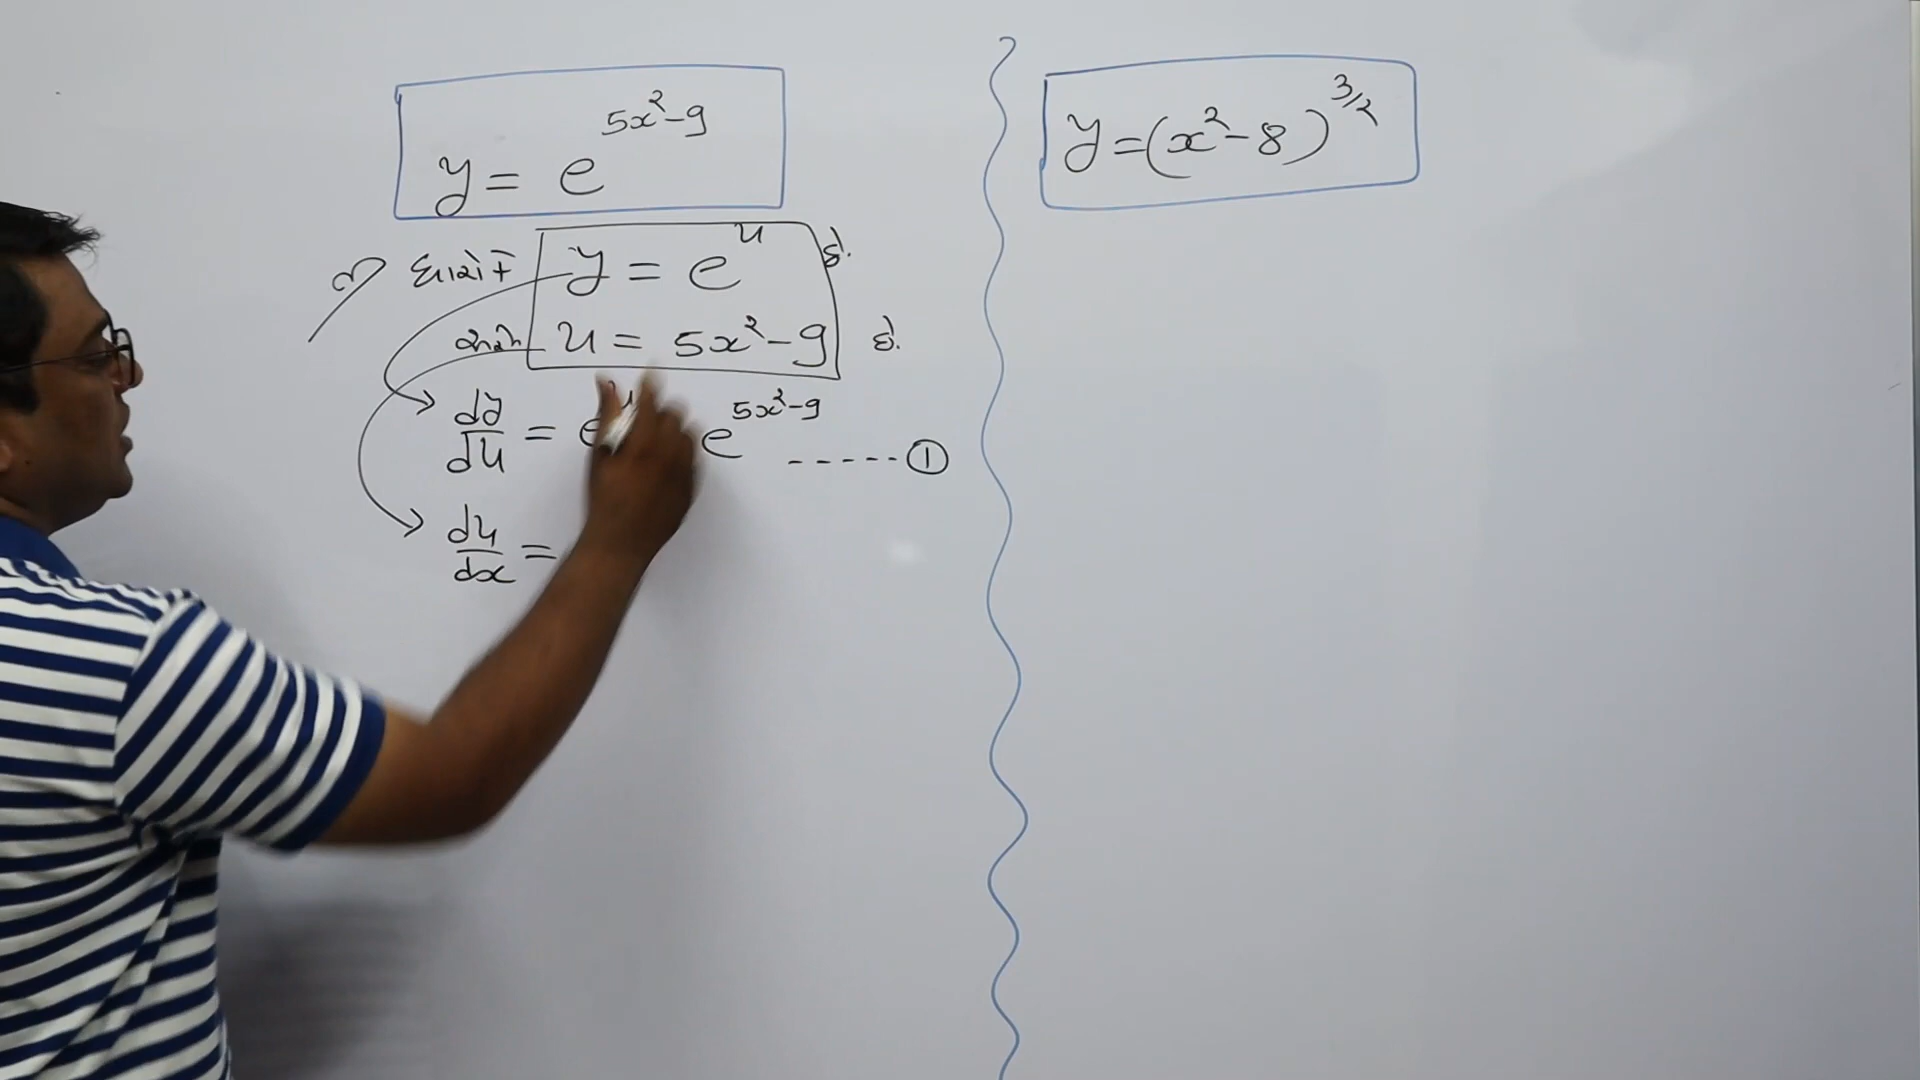 y = e^{5x²-9}
જ) ધારોકે y = e^u છે.
અને u = 5x²-9 છે.
dy/du = e^u e^{5x²-9} -----①
du/dx =
y=(x²-8)^{3/2}